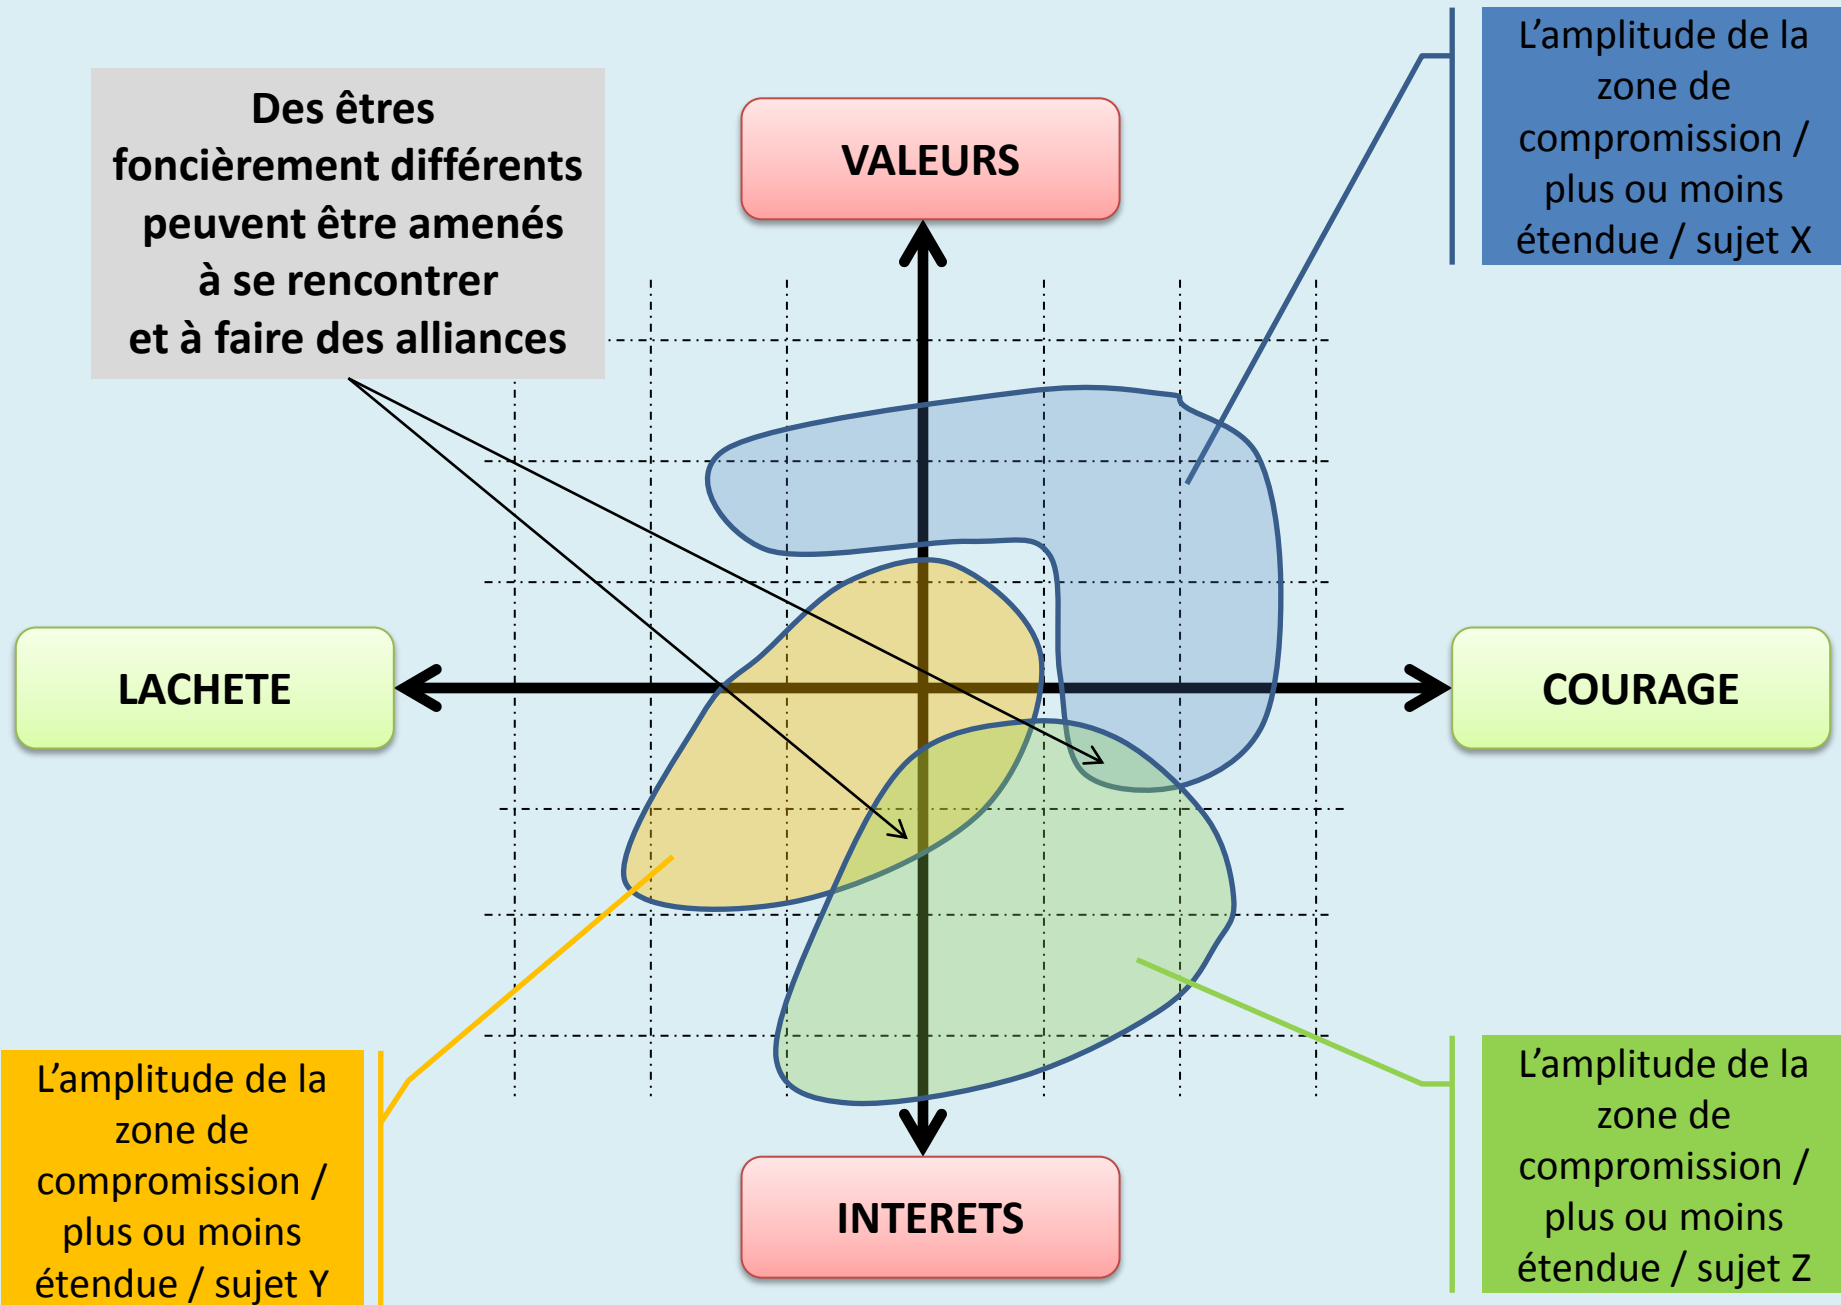 Des êtres
foncièrement différents
peuvent être amenés
à se rencontrer
et à faire des alliances
VALEURS
L’amplitude de la
zone de
compromission /
plus ou moins
étendue / sujet X
LACHETE
COURAGE
L’amplitude de la
zone de
compromission /
plus ou moins
étendue / sujet Y
INTERETS
L’amplitude de la
zone de
compromission /
plus ou moins
étendue / sujet Z